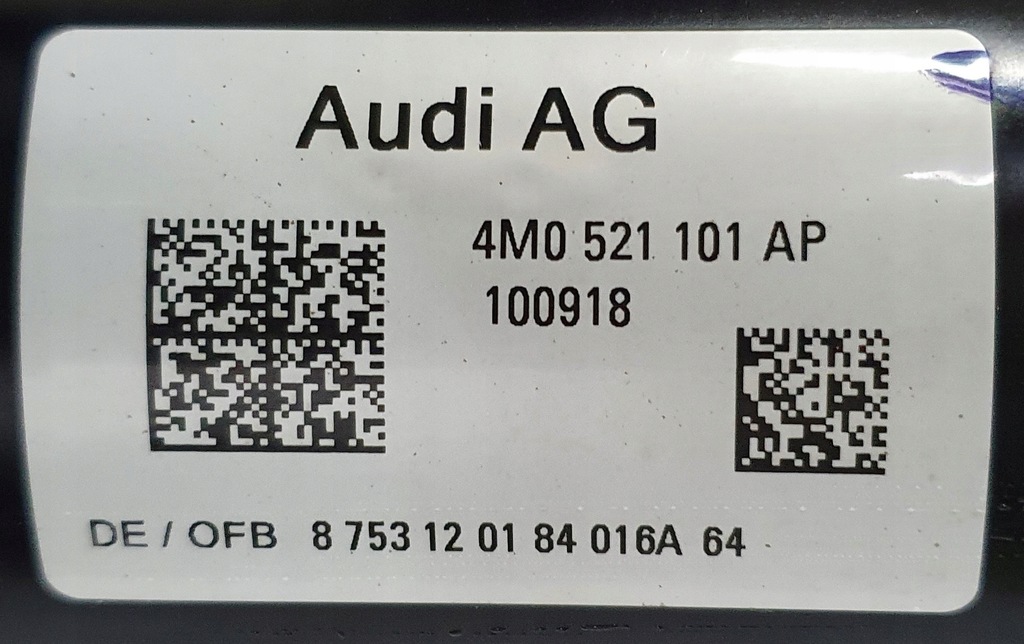 Audi AG
4M0 521 101 AP
100918
DE / OFB 8 753 12 01 84 016A 64